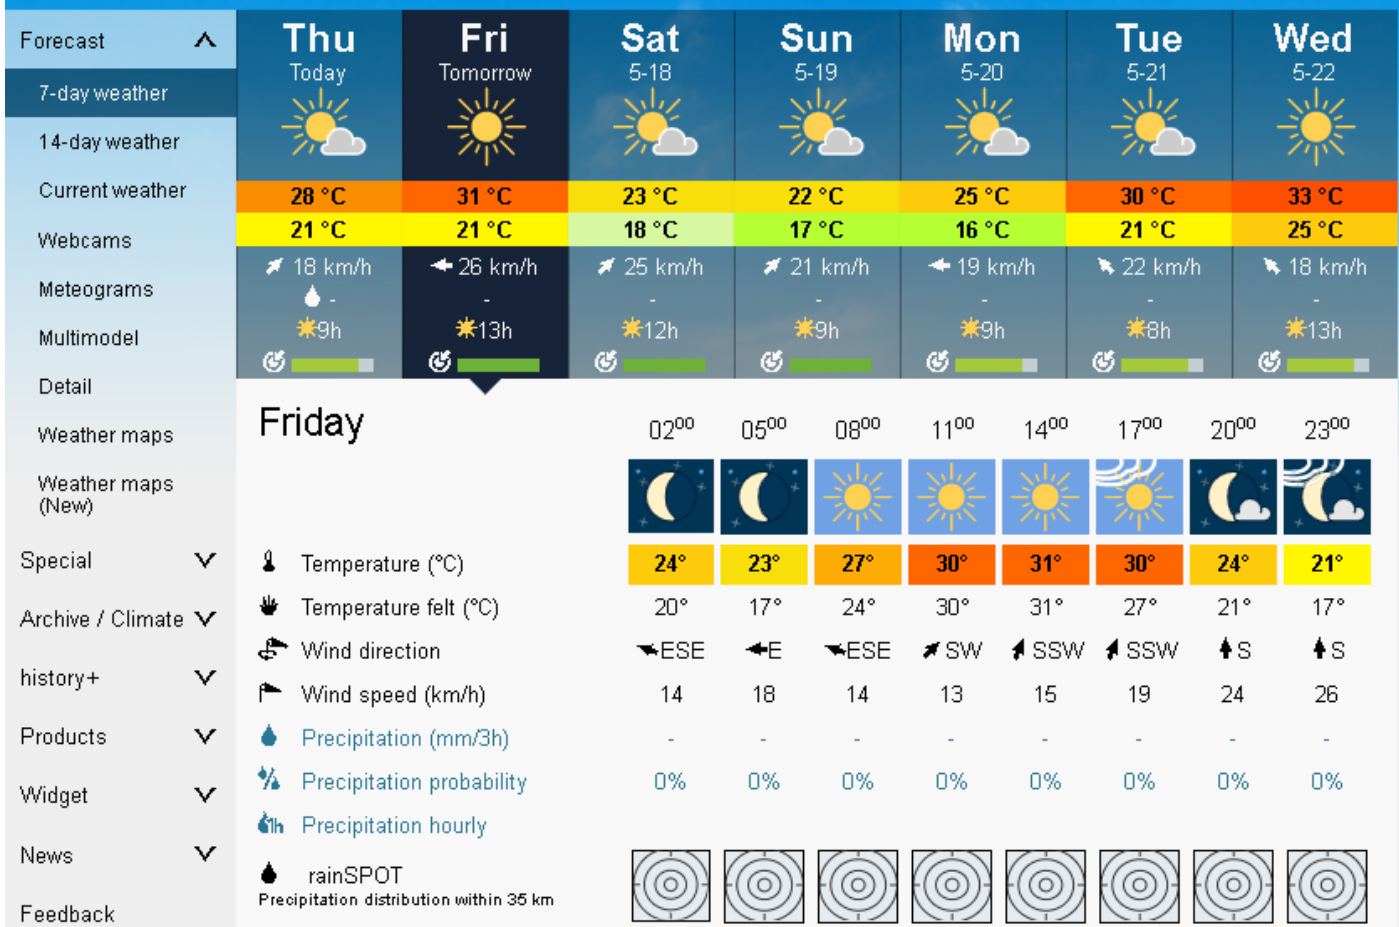 Forecast
7-day weather
14-day weather
Current weather
Webcams
Meteograms
Multimodel
Detail
Weather maps
Weather maps
(New)
Special
Archive / Climate
history+
Products
Widget
News
Feedback
Thu Fri Sat Sun Mon Tue Wed
Today Tomorrow 5-18 5-19 5-20 5-21 5-22
28 °C 31 °C 23 °C 22 °C 25 °C 30 °C 33 °C
21 °C 21 °C 18 °C 17 °C 16 °C 21 °C 25 °C
18 km/h 26 km/h 25 km/h 21 km/h 19 km/h 22 km/h 18 km/h
- - - - - - -
9h 13h 12h 9h 9h 8h 13h
Friday 02⁰⁰ 05⁰⁰ 08⁰⁰ 11⁰⁰ 14⁰⁰ 17⁰⁰ 20⁰⁰ 23⁰⁰
Temperature (°C) 24° 23° 27° 30° 31° 30° 24° 21°
Temperature felt (°C) 20° 17° 24° 30° 31° 27° 21° 17°
Wind direction ESE E ESE SW SSW SSW S S
Wind speed (km/h) 14 18 14 13 15 19 24 26
Precipitation (mm/3h) - - - - - - - -
Precipitation probability 0% 0% 0% 0% 0% 0% 0% 0%
1h Precipitation hourly
rainSPOT
Precipitation distribution within 35 km